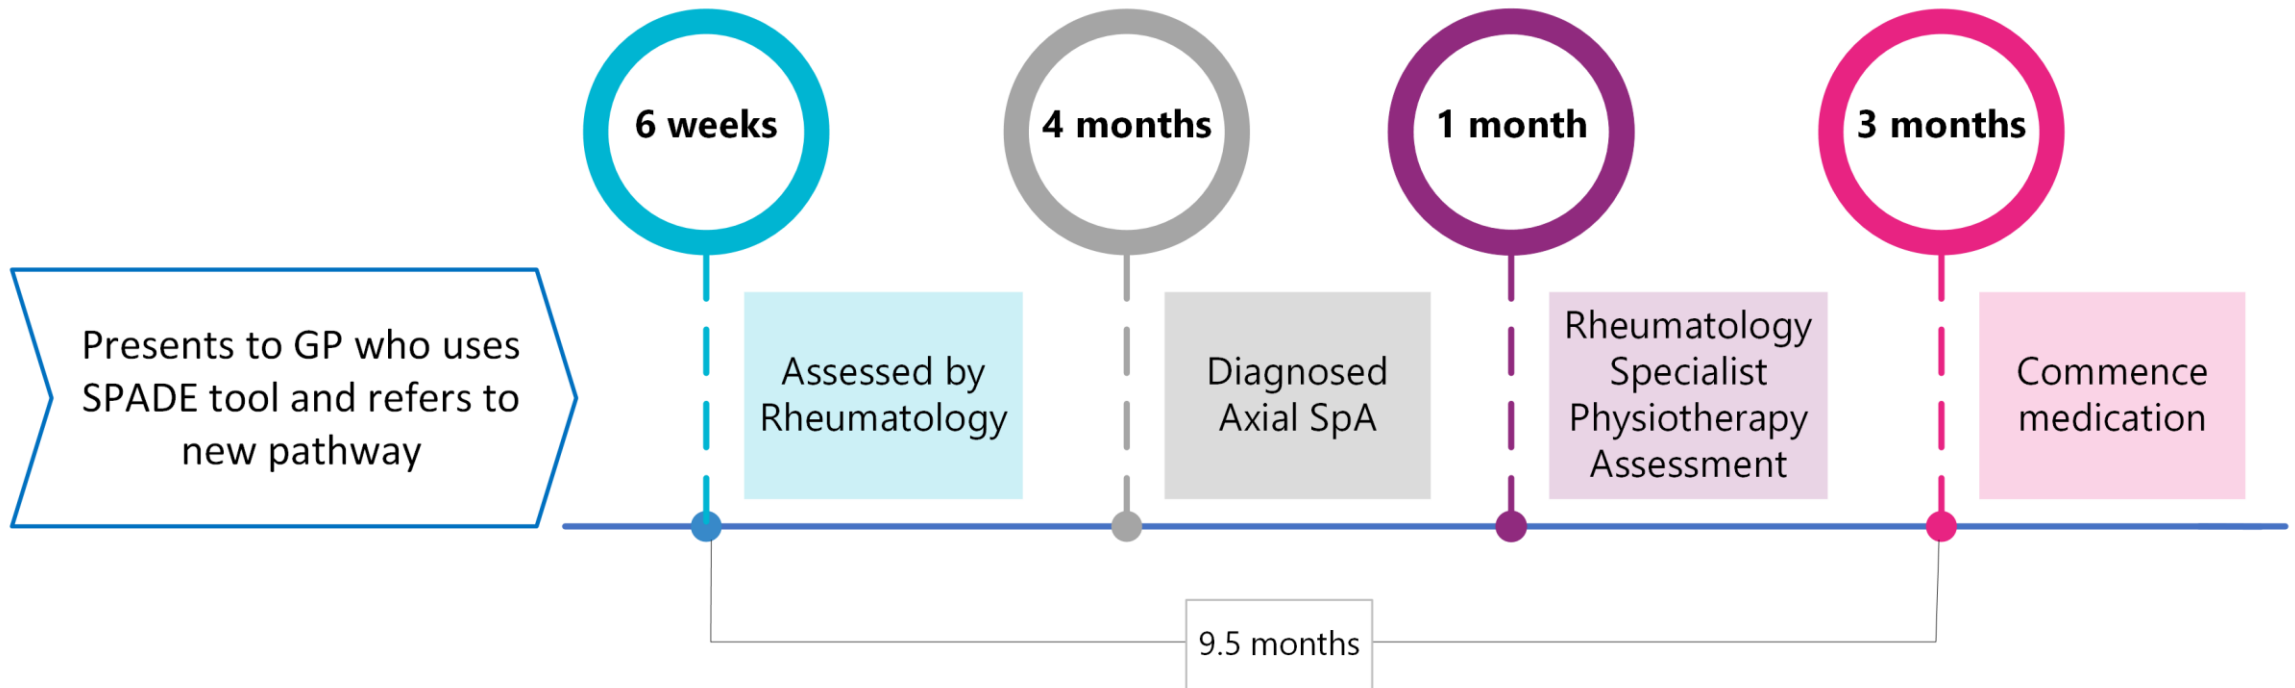 6 weeks
4 months
1 month
3 months
Presents to GP who uses
SPADE tool and refers to
new pathway
Assessed by
Rheumatology
Diagnosed
Axial SpA
Rheumatology
Specialist
Physiotherapy
Assessment
Commence
medication
9.5 months